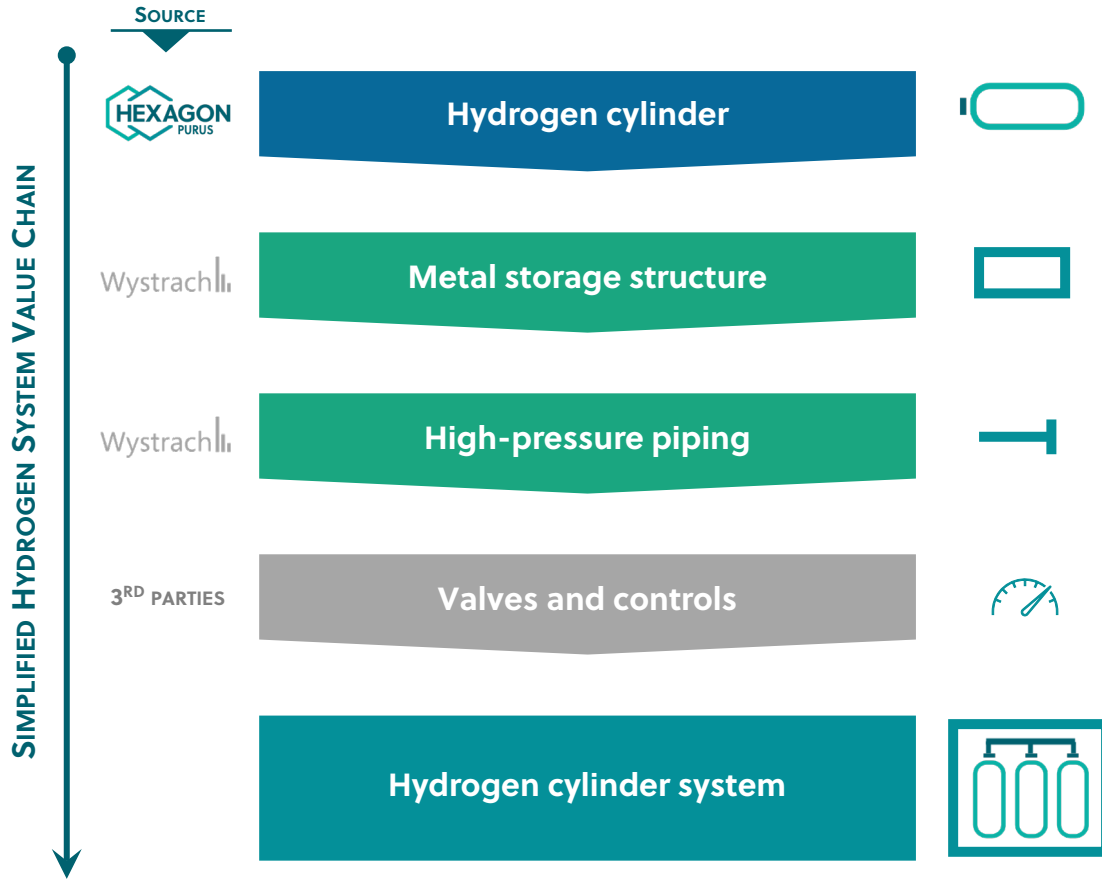 SOURCE
SIMPLIFIED HYDROGEN SYSTEM VALUE CHAIN
HEXAGON
PURUS
Hydrogen cylinder
Wystrach
Metal storage structure
Wystrach
High-pressure piping
3RD PARTIES
Valves and controls
Hydrogen cylinder system